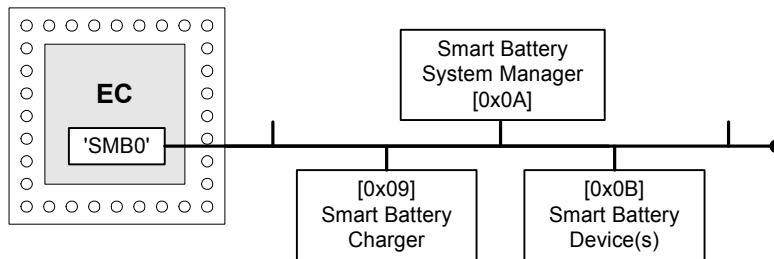 EC
'SMB0'
Smart Battery
System Manager
[0x0A]
[0x09]
Smart Battery
Charger
[0x0B]
Smart Battery
Device(s)